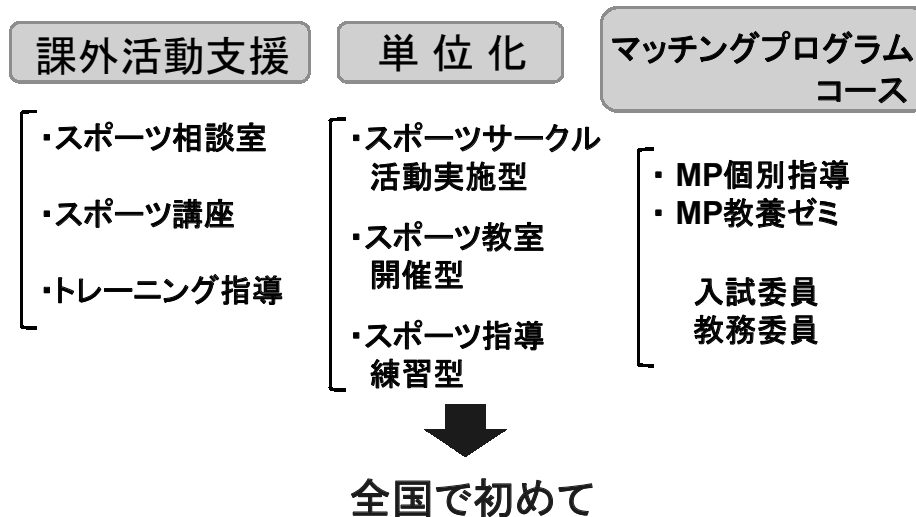 課外活動支援
・スポーツ相談室
・スポーツ講座
・トレーニング指導
単位化
・スポーツサークル
活動実施型
・スポーツ教室
開催型
・スポーツ指導
練習型
全国で初めて
マッチングプログラム
コース
・ MP個別指導
・ MP教養ゼミ
入試委員
教務委員